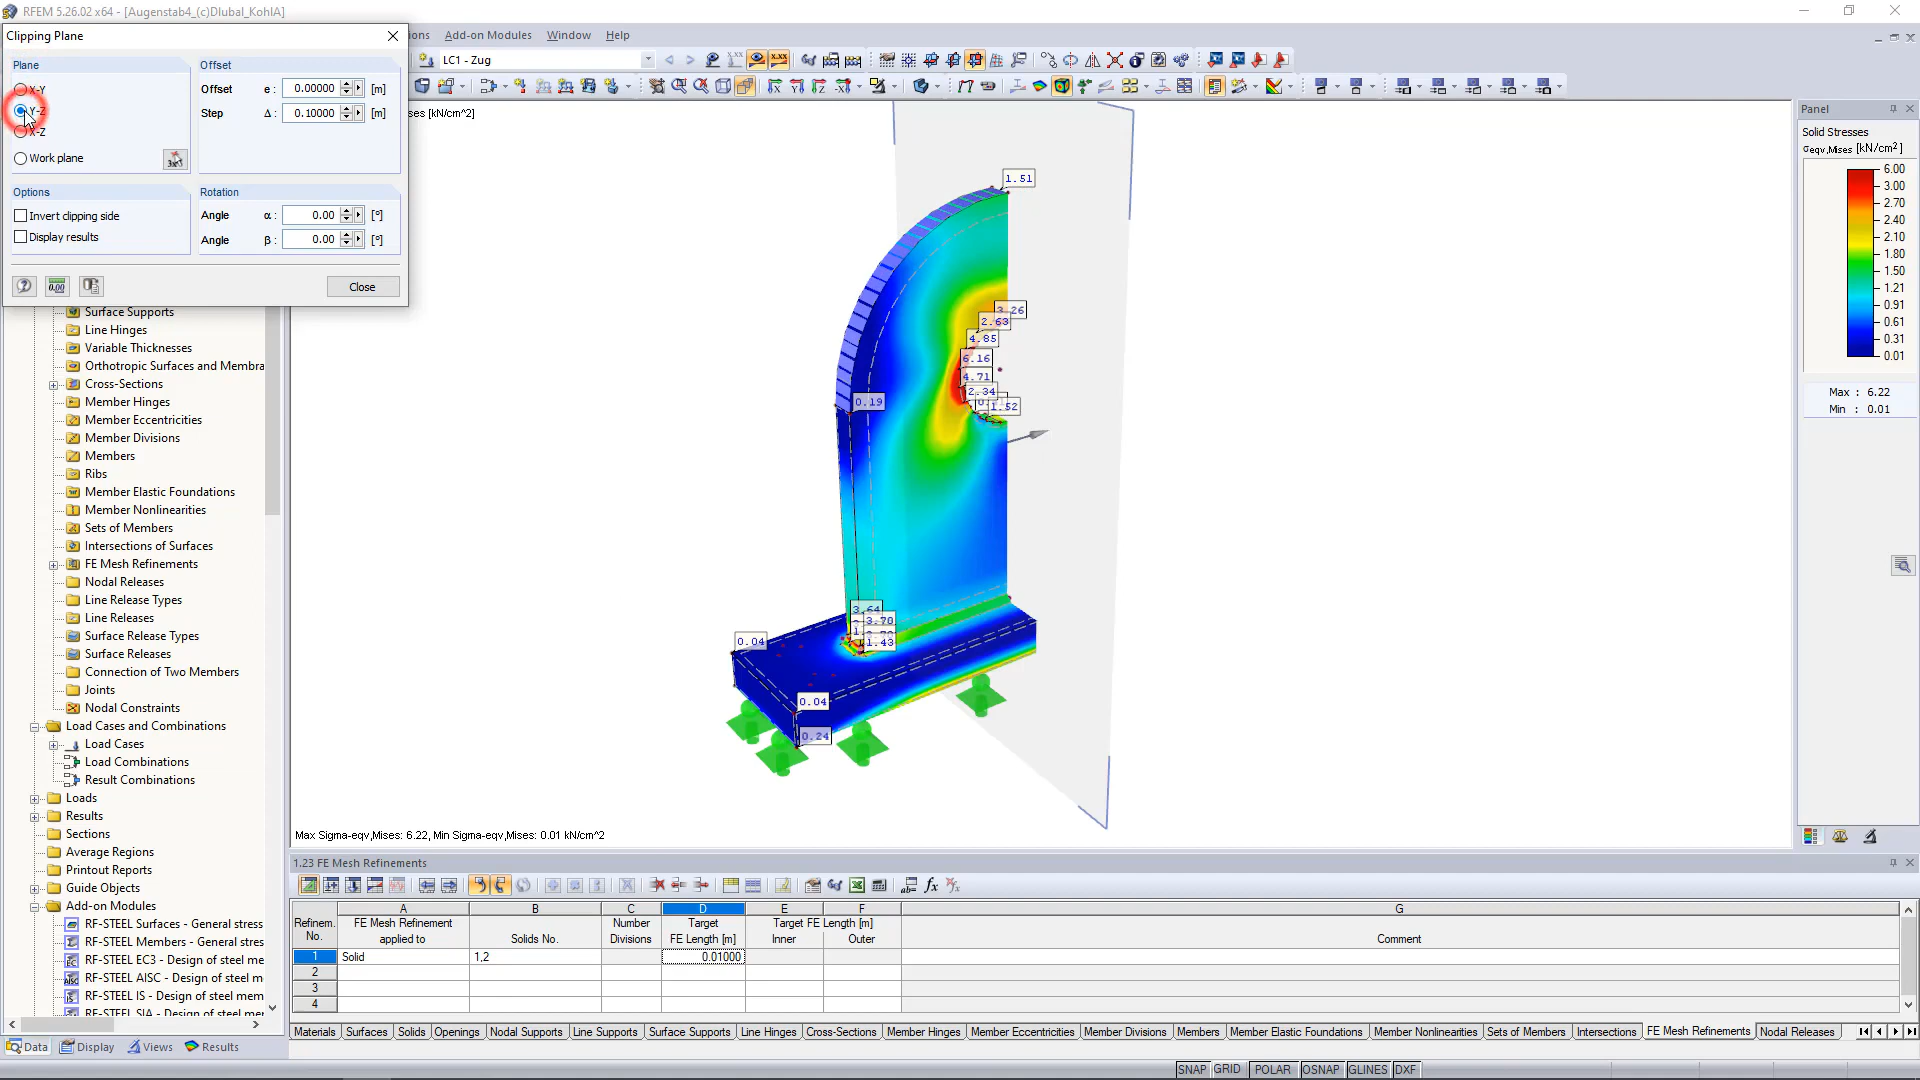 RFEM 5.26.02 x64 - [Augenstab4_(c)Dlubal_KohlA]
Clipping Plane
Add-on Modules Window Help
LC1 - Zug
Plane
X-Y
Y-Z
X-Z
Work plane
Offset
Offset e : 0.00000 [m]
Step Δ : 0.10000 [m]
Options
Invert clipping side
Display results
Rotation
Angle α : 0.00 [°]
Angle β : 0.00 [°]
Close
Surface Supports
Line Hinges
Variable Thicknesses
Orthotropic Surfaces and Membra
Cross-Sections
Member Hinges
Member Eccentricities
Member Divisions
Members
Ribs
Member Elastic Foundations
Member Nonlinearities
Sets of Members
Intersections of Surfaces
FE Mesh Refinements
Nodal Releases
Line Release Types
Line Releases
Surface Release Types
Surface Releases
Connection of Two Members
Joints
Nodal Constraints
Load Cases and Combinations
Load Cases
Load Combinations
Result Combinations
Loads
Results
Sections
Average Regions
Printout Reports
Guide Objects
Add-on Modules
RF-STEEL Surfaces - General stress
RF-STEEL Members - General stres
RF-STEEL EC3 - Design of steel me
RF-STEEL AISC - Design of steel m
RF-STEEL IS - Design of steel mem
RF-STEEL SIA - Design of steel mem
Data Display Views Results
ses [kN/cm²]
1.51
3.26
2.63
4.85
6.16
4.71
2.34
1.52
0.19
3.64
3.70
1.43
0.04
0.04
0.24
Max Sigma-eqv,Mises: 6.22, Min Sigma-eqv,Mises: 0.01 kN/cm^2
Panel
Solid Stresses
σeqv,Mises [kN/cm²]
6.00
3.00
2.70
2.40
2.10
1.80
1.50
1.21
0.91
0.61
0.31
0.01
Max : 6.22
Min : 0.01
1.23 FE Mesh Refinements
A B C D E F G
Refinem. No.
FE Mesh Refinement applied to
Solids No.
Number Divisions
Target FE Length [m]
Target FE Length [m]
Inner Outer
Comment
1 Solid 1,2 0.01000
2
3
4
Materials Surfaces Solids Openings Nodal Supports Line Supports Surface Supports Line Hinges Cross-Sections Member Hinges Member Eccentricities Member Divisions Members Member Elastic Foundations Member Nonlinearities Sets of Members Intersections FE Mesh Refinements Nodal Releases
SNAP GRID POLAR OSNAP GLINES DXF